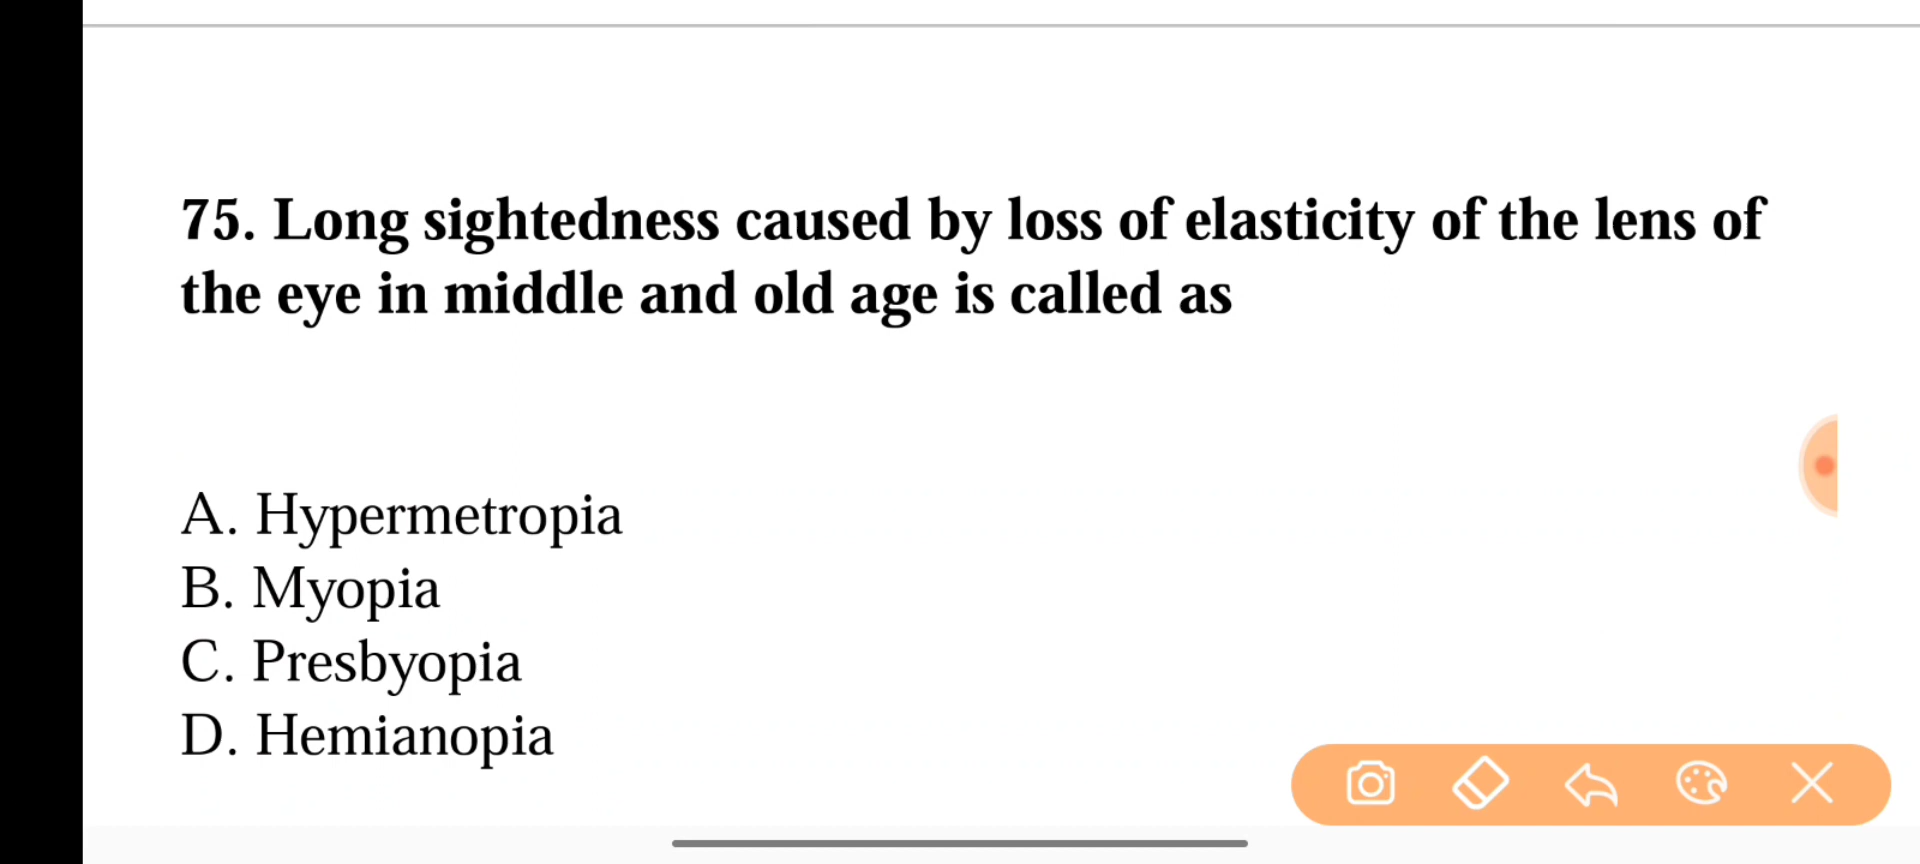 75. Long sightedness caused by loss of elasticity of the lens of
the eye in middle and old age is called as
A. Hypermetropia
B. Myopia
C. Presbyopia
D. Hemianopia